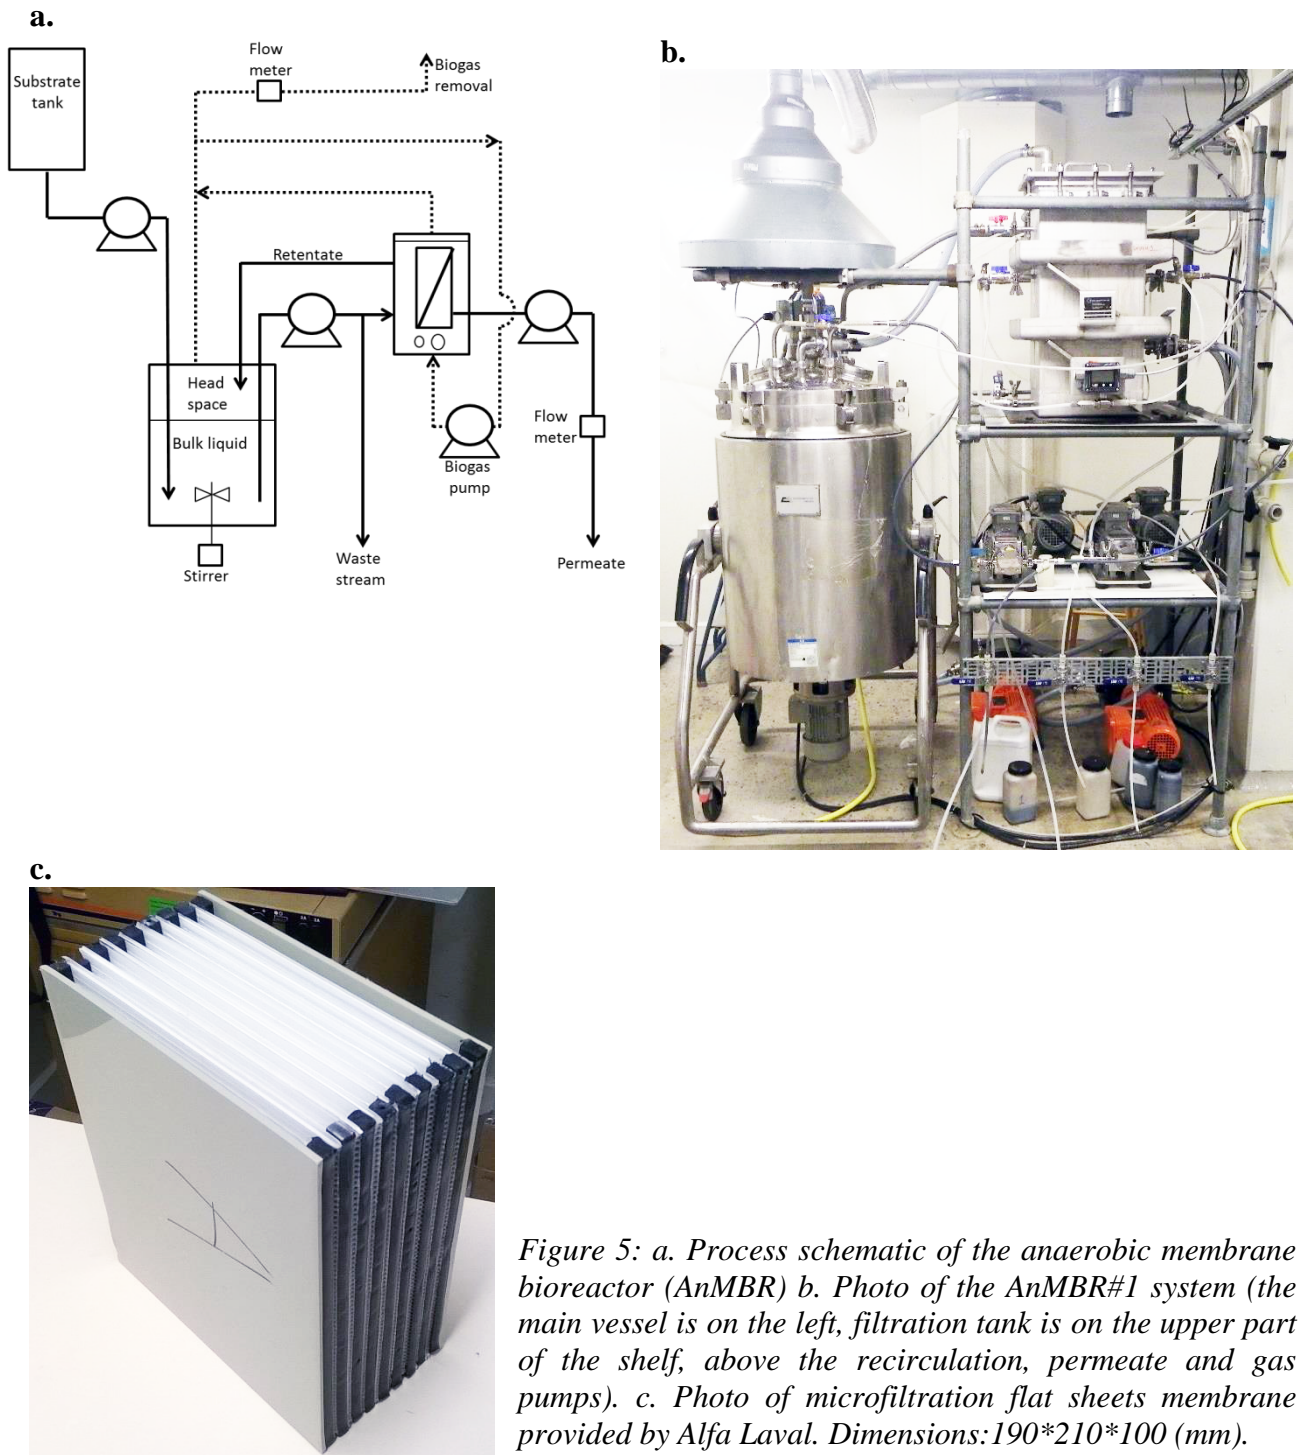 a.
Substrate
tank
Flow
meter
Biogas
removal
Retentate
Head
space
Bulk liquid
Stirrer
Waste
stream
Biogas
pump
Flow
meter
Permeate
b.
c.
A
Figure 5: a. Process schematic of the anaerobic membrane
bioreactor (AnMBR) b. Photo of the AnMBR#1 system (the
main vessel is on the left, filtration tank is on the upper part
of the shelf, above the recirculation, permeate and gas
pumps). c. Photo of microfiltration flat sheets membrane
provided by Alfa Laval. Dimensions:190*210*100 (mm).